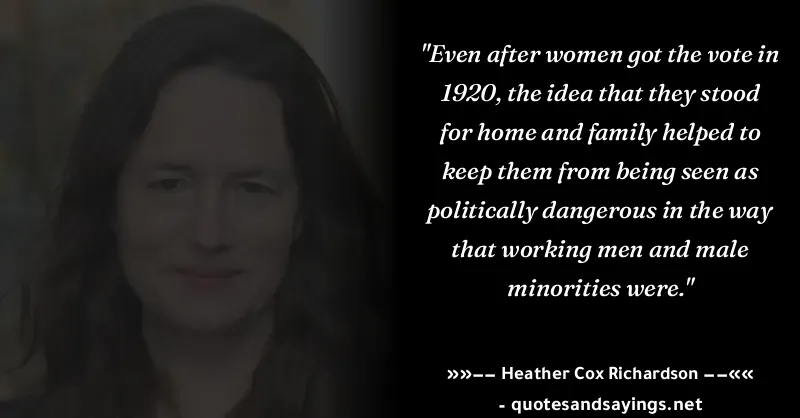 "Even after women got the vote in
1920, the idea that they stood
for home and family helped to
keep them from being seen as
politically dangerous in the way
that working men and male
minorities were."
»»–– Heather Cox Richardson ––««
- quotesandsayings.net